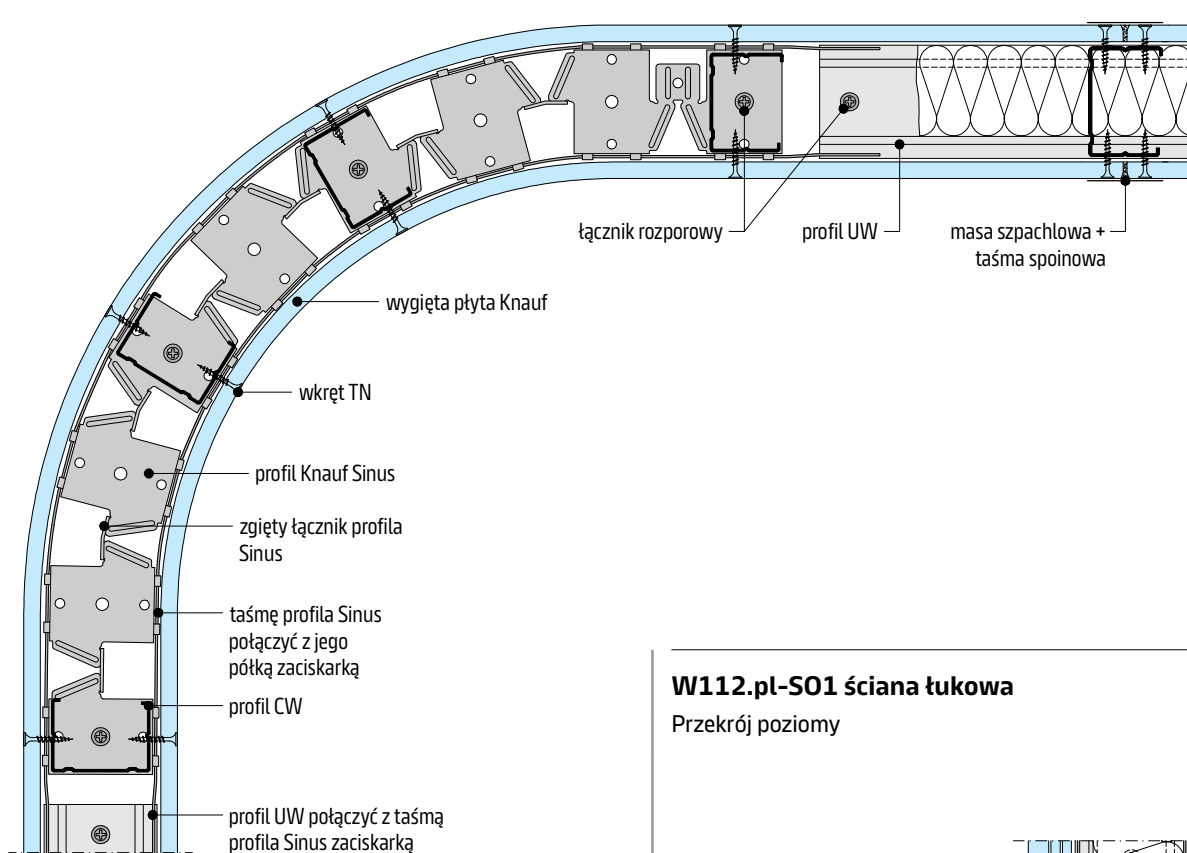 łącznik rozporowy
profil UW
masa szpachlowa +
taśma spoinowa
wygięta płyta Knauf
wkręt TN
profil Knauf Sinus
zgięty łącznik profila
Sinus
taśmę profila Sinus
połączyć z jego
półką zaciskarką
profil CW
W112.pl-SO1 ściana łukowa
Przekrój poziomy
profil UW połączyć z taśmą
profila Sinus zaciskarką